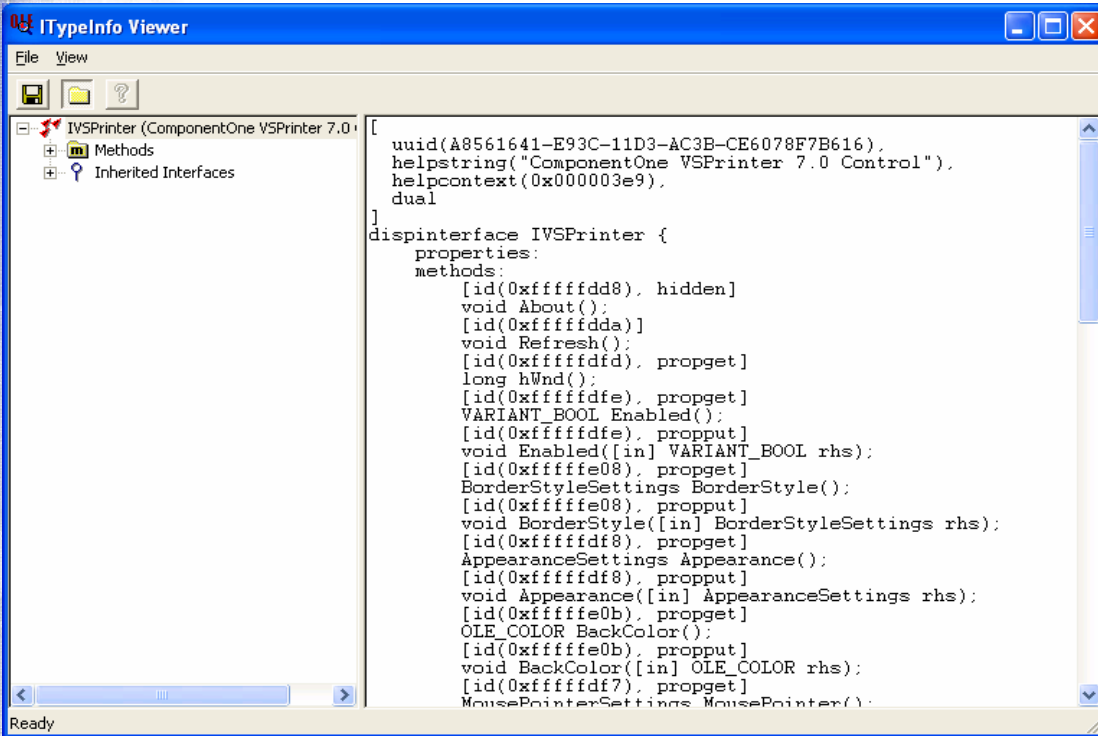 ITypeInfo Viewer
File View
IVSPrinter (ComponentOne VSPrinter 7.0
Methods
Inherited Interfaces
[
uuid(A8561641-E93C-11D3-AC3B-CE6078F7B616),
helpstring("ComponentOne VSPrinter 7.0 Control"),
helpcontext(0x000003e9),
dual
]
dispinterface IVSPrinter {
properties:
methods:
[id(0xfffffdd8), hidden]
void About();
[id(0xfffffdda)]
void Refresh();
[id(0xfffffdfd), propget]
long hWnd();
[id(0xfffffdfe), propget]
VARIANT_BOOL Enabled();
[id(0xfffffdfe), propput]
void Enabled([in] VARIANT_BOOL rhs);
[id(0xfffffe08), propget]
BorderStyleSettings BorderStyle();
[id(0xfffffe08), propput]
void BorderStyle([in] BorderStyleSettings rhs);
[id(0xfffffdf8), propget]
AppearanceSettings Appearance();
[id(0xfffffdf8), propput]
void Appearance([in] AppearanceSettings rhs);
[id(0xfffffe0b), propget]
OLE_COLOR BackColor();
[id(0xfffffe0b), propput]
void BackColor([in] OLE_COLOR rhs);
[id(0xfffffdf7), propget]
MousePointerSettings MousePointer();
Ready